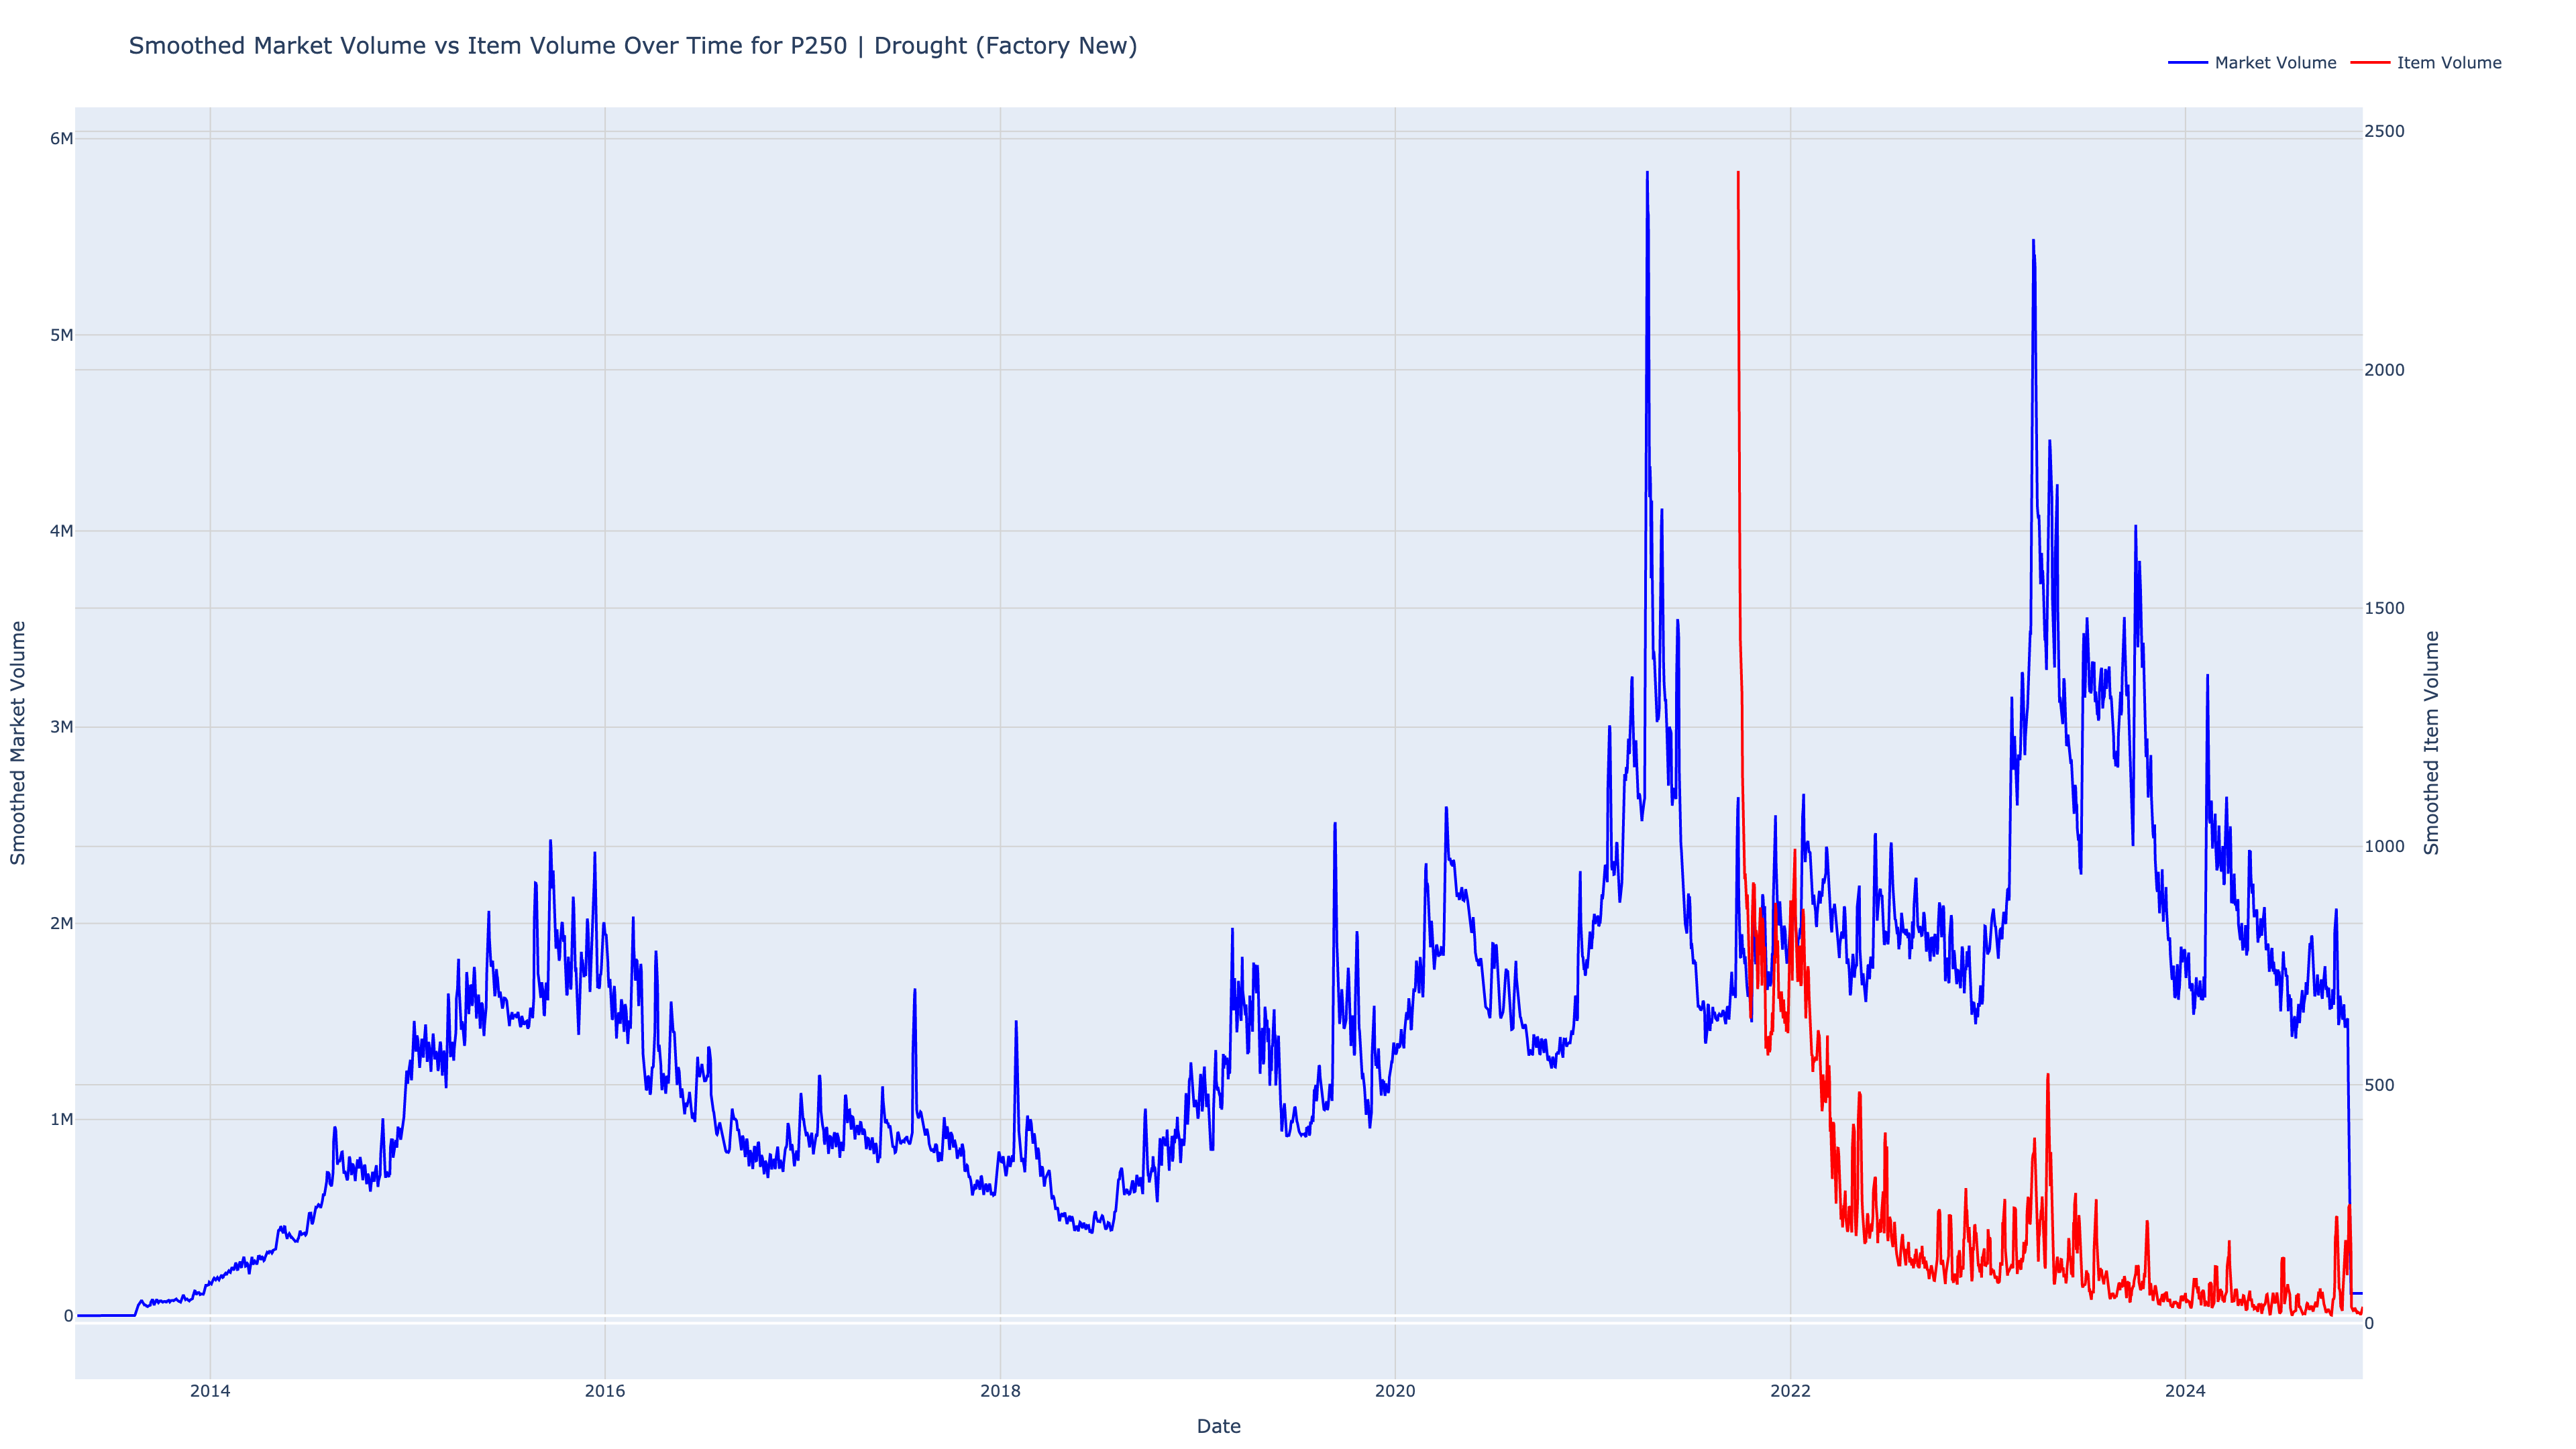 Smoothed Market Volume vs Item Volume Over Time for P250 | Drought (Factory New)
Market Volume
Item Volume
6M
5M
4M
3M
2M
1M
0
Smoothed Market Volume
2500
2000
1500
1000
500
0
Smoothed Item Volume
2014
2016
2018
2020
2022
2024
Date